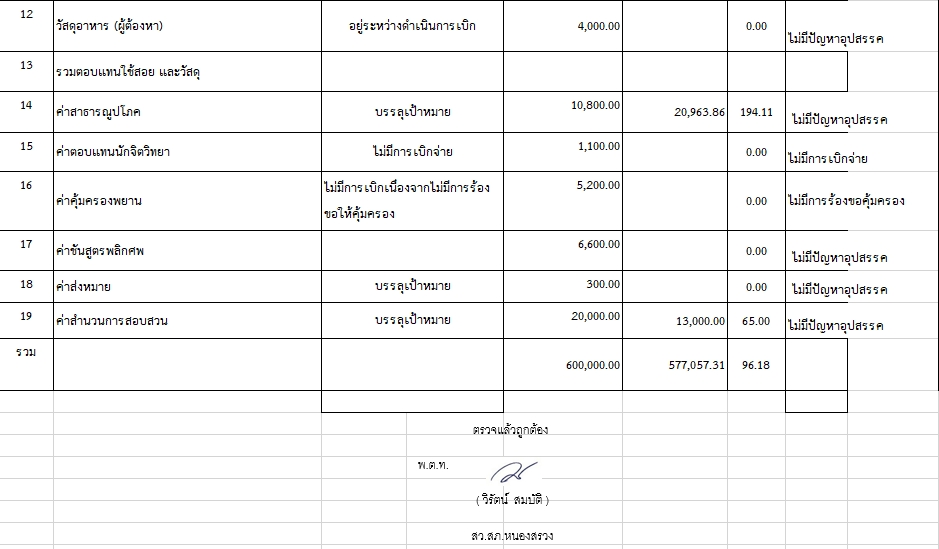 12 วัสดุอาหาร (ผู้ต้องหา) อยู่ระหว่างดำเนินการเบิก 4,000.00 0.00 ไม่มีปัญหาอุปสรรค
13 รวมตอบแทนใช้สอย และวัสดุ
14 ค่าสาธารณูปโภค บรรลุเป้าหมาย 10,800.00 20,963.86 194.11 ไม่มีปัญหาอุปสรรค
15 ค่าตอบแทนนักจิตวิทยา ไม่มีการเบิกจ่าย 1,100.00 0.00 ไม่มีการเบิกจ่าย
16 ค่าคุ้มครองพยาน ไม่มีการเบิกเนื่องจากไม่มีการร้อง 5,200.00 0.00 ไม่มีการร้องขอคุ้มครอง
ขอให้คุ้มครอง
17 ค่าชันสูตรพลิกศพ 6,600.00 0.00 ไม่มีปัญหาอุปสรรค
18 ค่าส่งหมาย บรรลุเป้าหมาย 300.00 0.00 ไม่มีปัญหาอุปสรรค
19 ค่าสำนวนการสอบสวน บรรลุเป้าหมาย 20,000.00 13,000.00 65.00 ไม่มีปัญหาอุปสรรค
รวม 600,000.00 577,057.31 96.18
ตรวจแล้วถูกต้อง
พ.ต.ท.
( วิรัตน์ สมบัติ )
สว.สภ.หนองสรวง